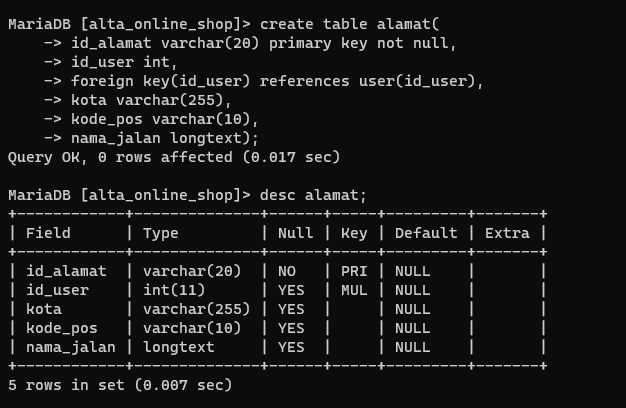 MariaDB [alta_online_shop]> create table alamat(
    -> id_alamat varchar(20) primary key not null,
    -> id_user int,
    -> foreign key(id_user) references user(id_user),
    -> kota varchar(255),
    -> kode_pos varchar(10),
    -> nama_jalan longtext);
Query OK, 0 rows affected (0.017 sec)

MariaDB [alta_online_shop]> desc alamat;
+------------+--------------+------+-----+---------+-------+
| Field      | Type         | Null | Key | Default | Extra |
+------------+--------------+------+-----+---------+-------+
| id_alamat  | varchar(20)  | NO   | PRI | NULL    |       |
| id_user    | int(11)      | YES  | MUL | NULL    |       |
| kota       | varchar(255) | YES  |     | NULL    |       |
| kode_pos   | varchar(10)  | YES  |     | NULL    |       |
| nama_jalan | longtext     | YES  |     | NULL    |       |
+------------+--------------+------+-----+---------+-------+
5 rows in set (0.007 sec)